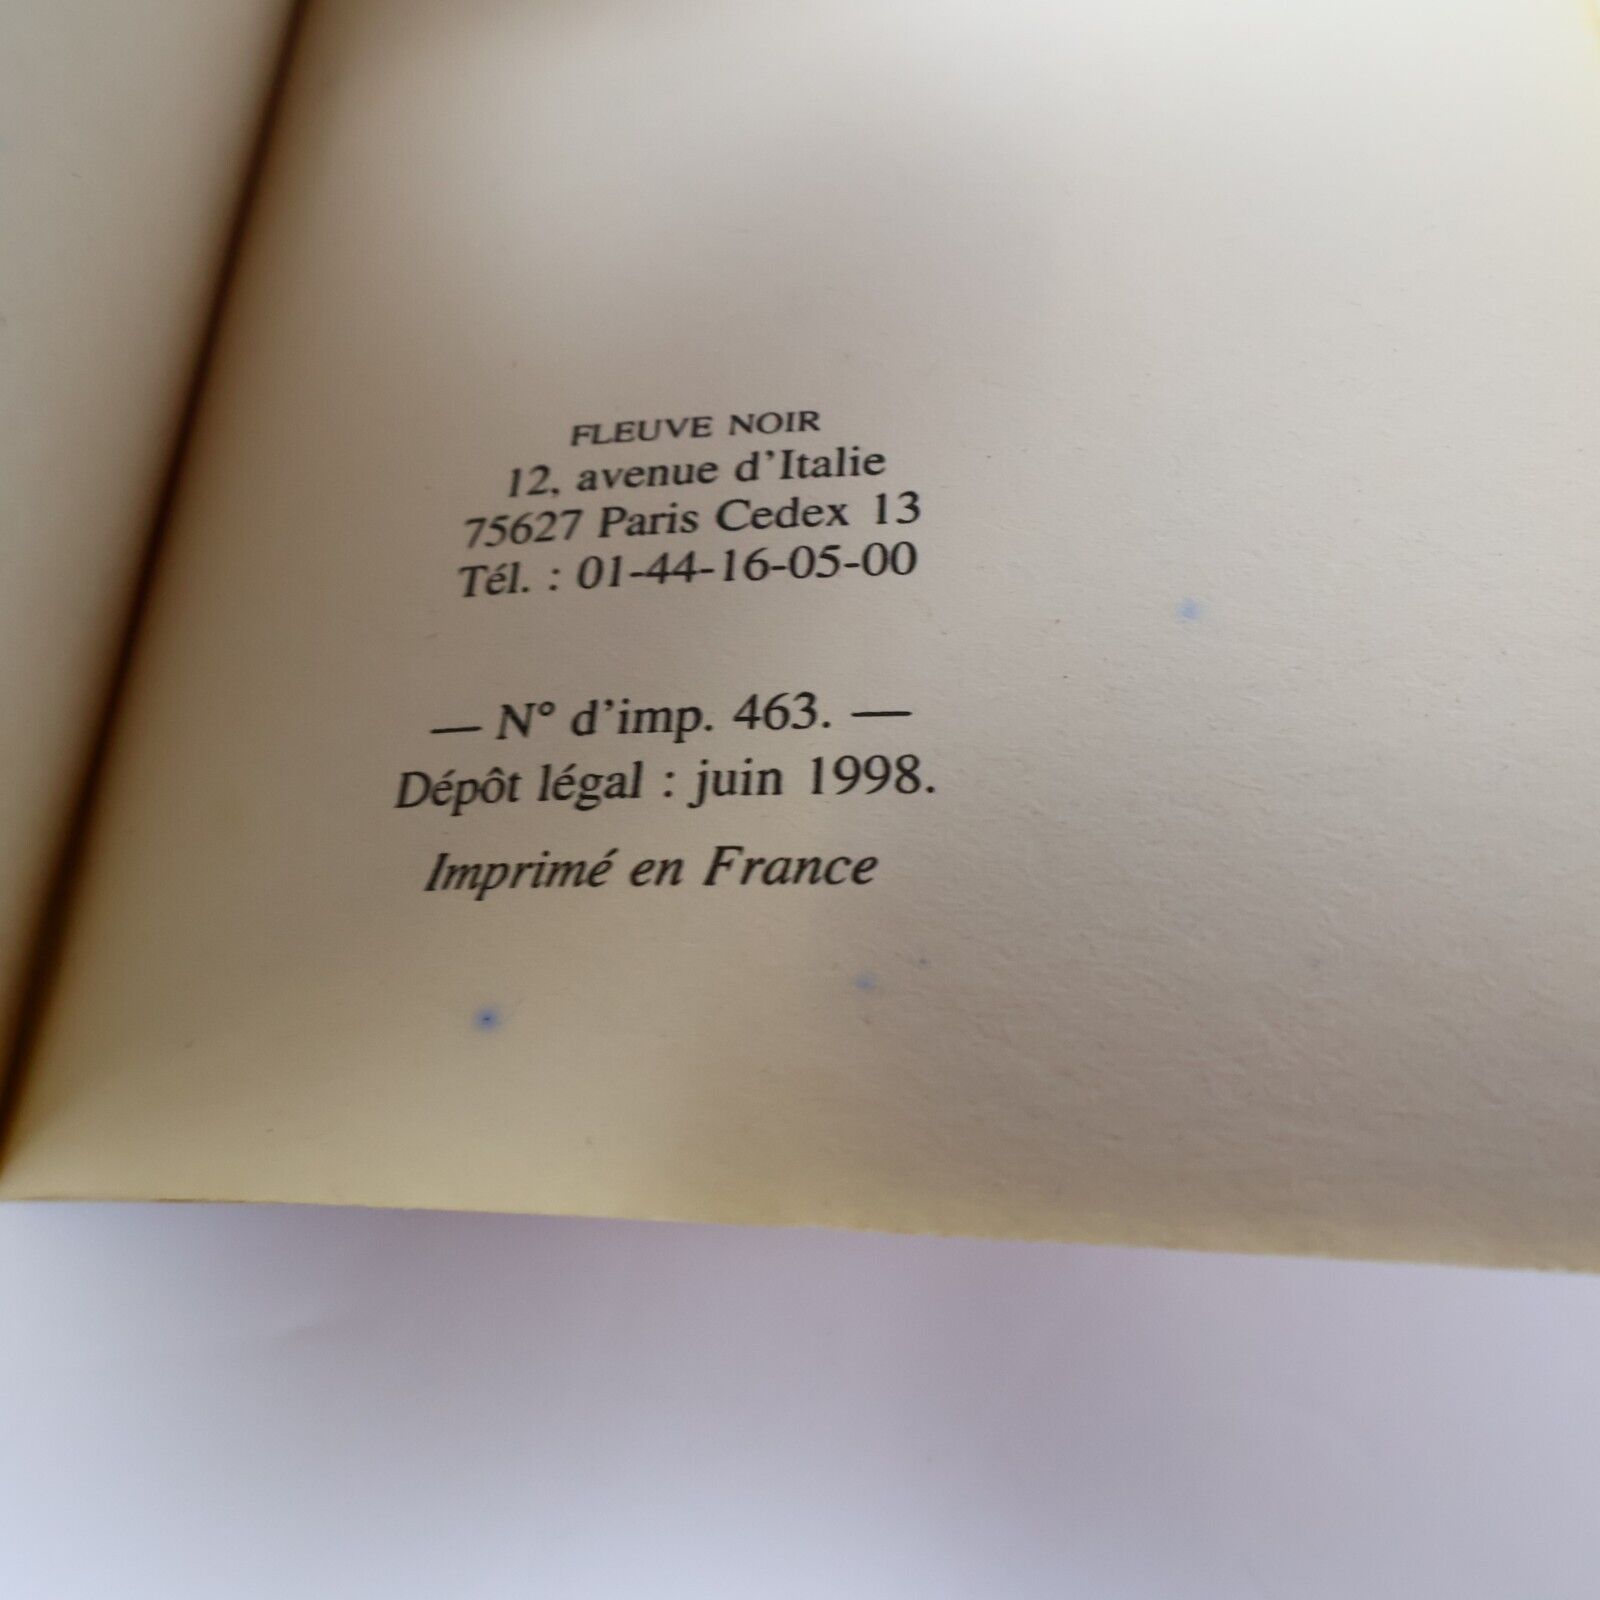 FLEUVE NOIR
12, avenue d'Italie
75627 Paris Cedex 13
Tél. : 01-44-16-05-00
— N° d'imp. 463. —
Dépôt légal : juin 1998.
Imprimé en France